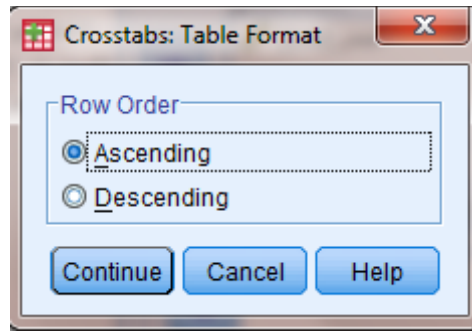 Crosstabs: Table Format
Row Order
Ascending
Descending
Continue Cancel Help